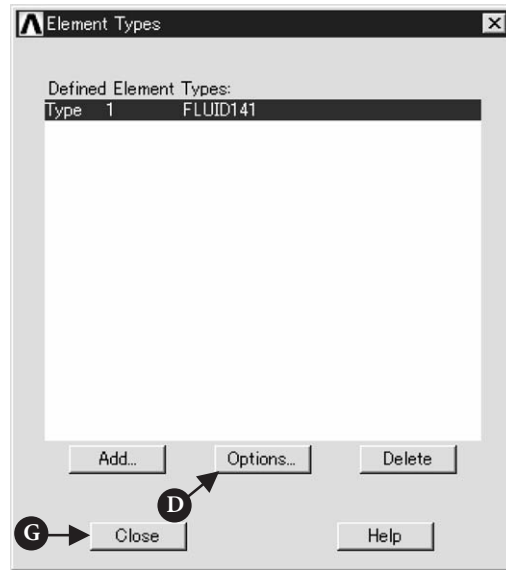 Element Types
Defined Element Types:
Type 1 FLUID141
Add... Options... Delete
D
G Close Help